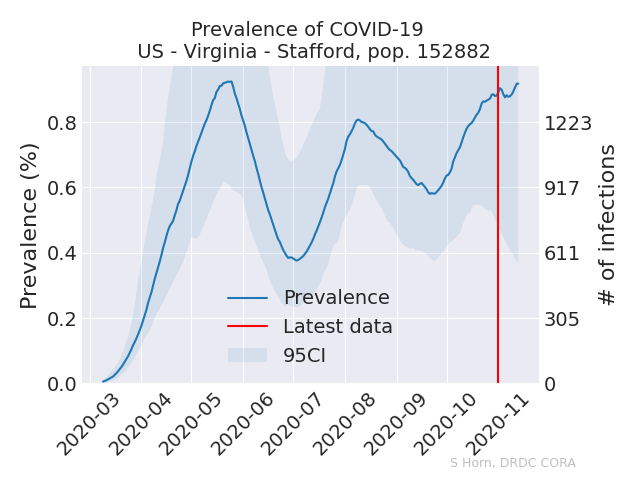 Prevalence of COVID-19
US - Virginia - Stafford, pop. 152882
Prevalence (%)
0.8
0.6
0.4
0.2
0.0
1223
917
611
305
0
# of infections
Prevalence
Latest data
95CI
2020-03
2020-04
2020-05
2020-06
2020-07
2020-08
2020-09
2020-10
2020-11
S Horn, DRDC CORA